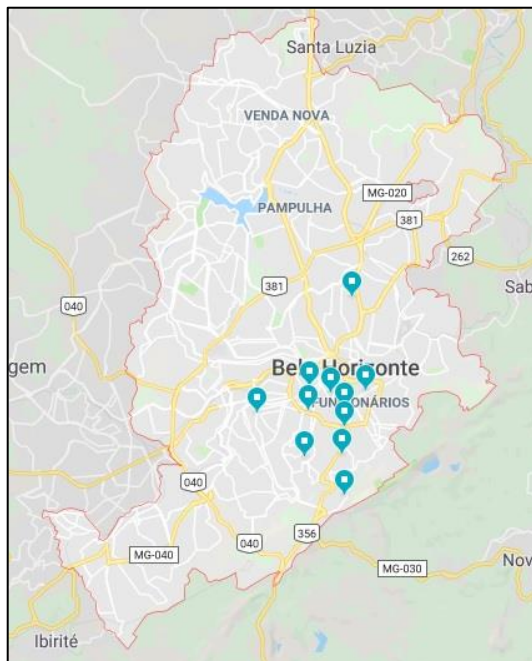 Santa Luzia
VENDA NOVA
MG-020
PAMPULHA
381
262
381
Sab
040
gem
Belo Horizonte
FUNCIONÁRIOS
040
356
040
MG-040
MG-030
Nov
Ibirité